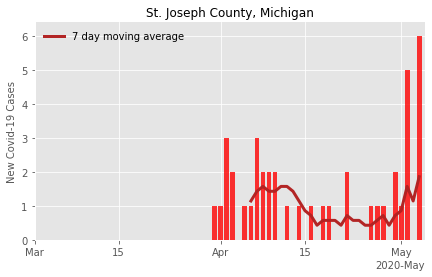 St. Joseph County, Michigan
7 day moving average
New Covid-19 Cases
6
5
4
3
2
1
0
Mar 15 Apr 15 May
2020-May